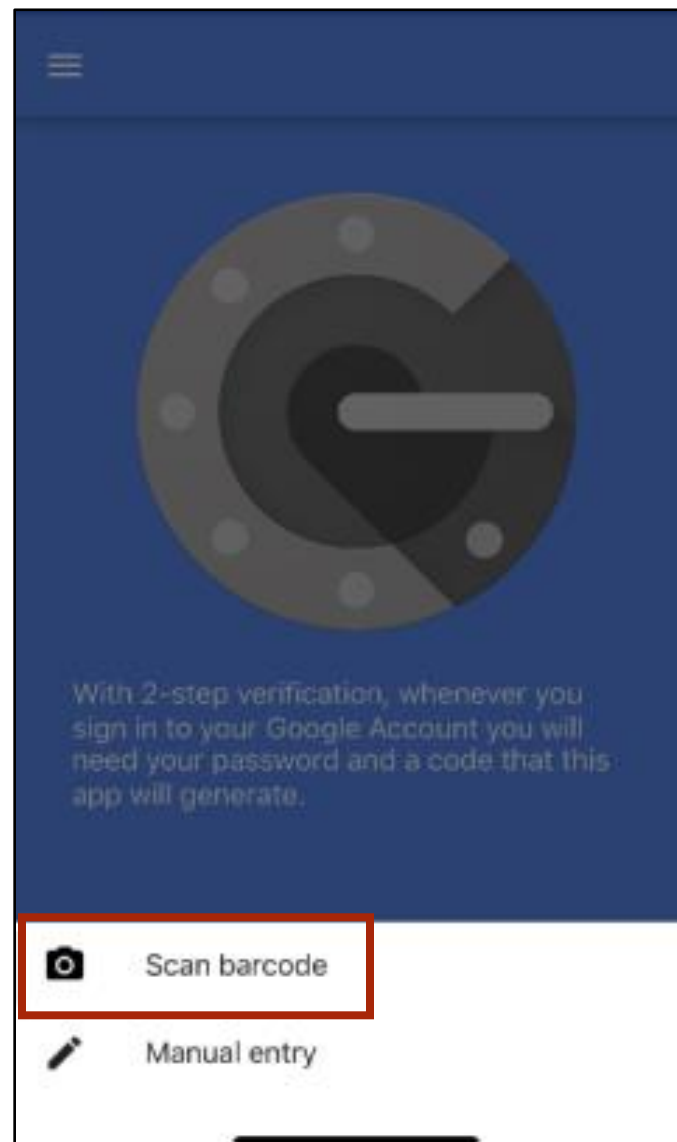 With 2-step verification, whenever you
sign in to your Google Account you will
need your password and a code that this
app will generate.
Scan barcode
Manual entry